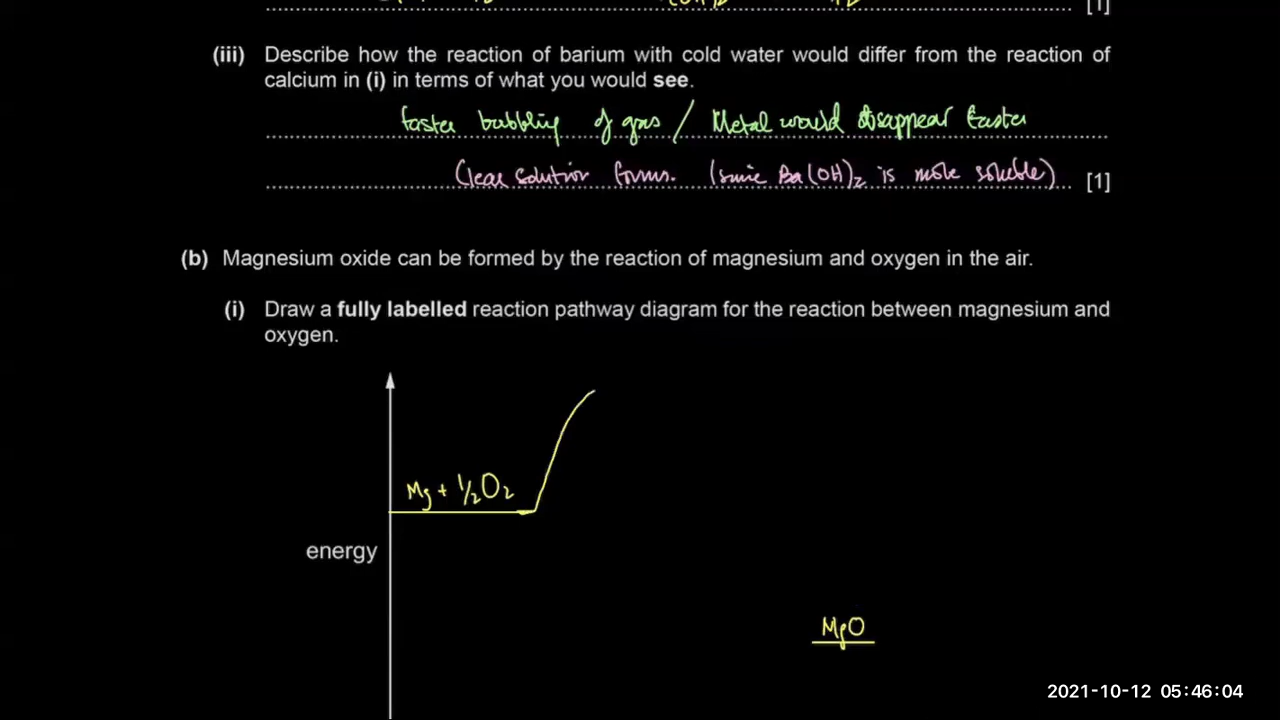 [1]
(iii) Describe how the reaction of barium with cold water would differ from the reaction of
calcium in (i) in terms of what you would see.
faster bubbling of gas / Metal would disappear faster
Clear solution forms. (since Ba(OH)2 is more soluble) [1]
(b) Magnesium oxide can be formed by the reaction of magnesium and oxygen in the air.
(i) Draw a fully labelled reaction pathway diagram for the reaction between magnesium and
oxygen.
Mg + 1/2O2
energy
MgO
2021-10-12 05:46:04